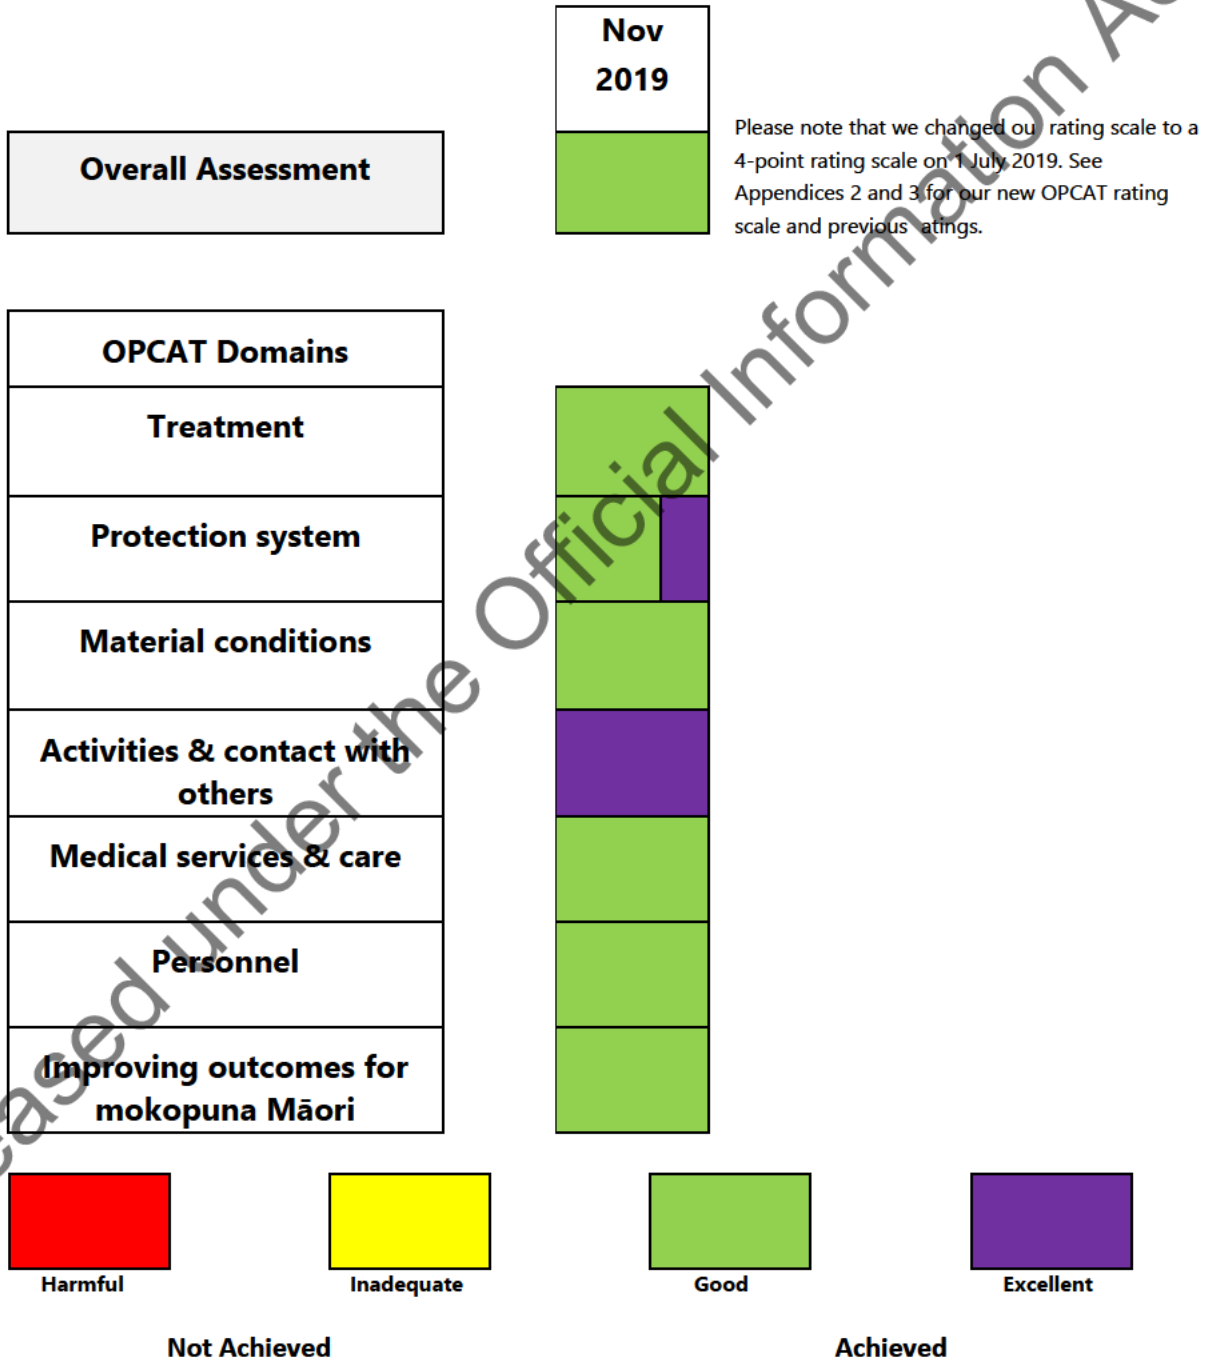 Nov
2019
Overall Assessment
Please note that we changed ou rating scale to a
4-point rating scale on 1 July 2019. See
Appendices 2 and 3 for our new OPCAT rating
scale and previous atings.
OPCAT Domains
Treatment
Protection system
Material conditions
Activities & contact with
others
Medical services & care
Personnel
Improving outcomes for
mokopuna Māori
Harmful
Inadequate
Good
Excellent
Not Achieved
Achieved
under the Official Information